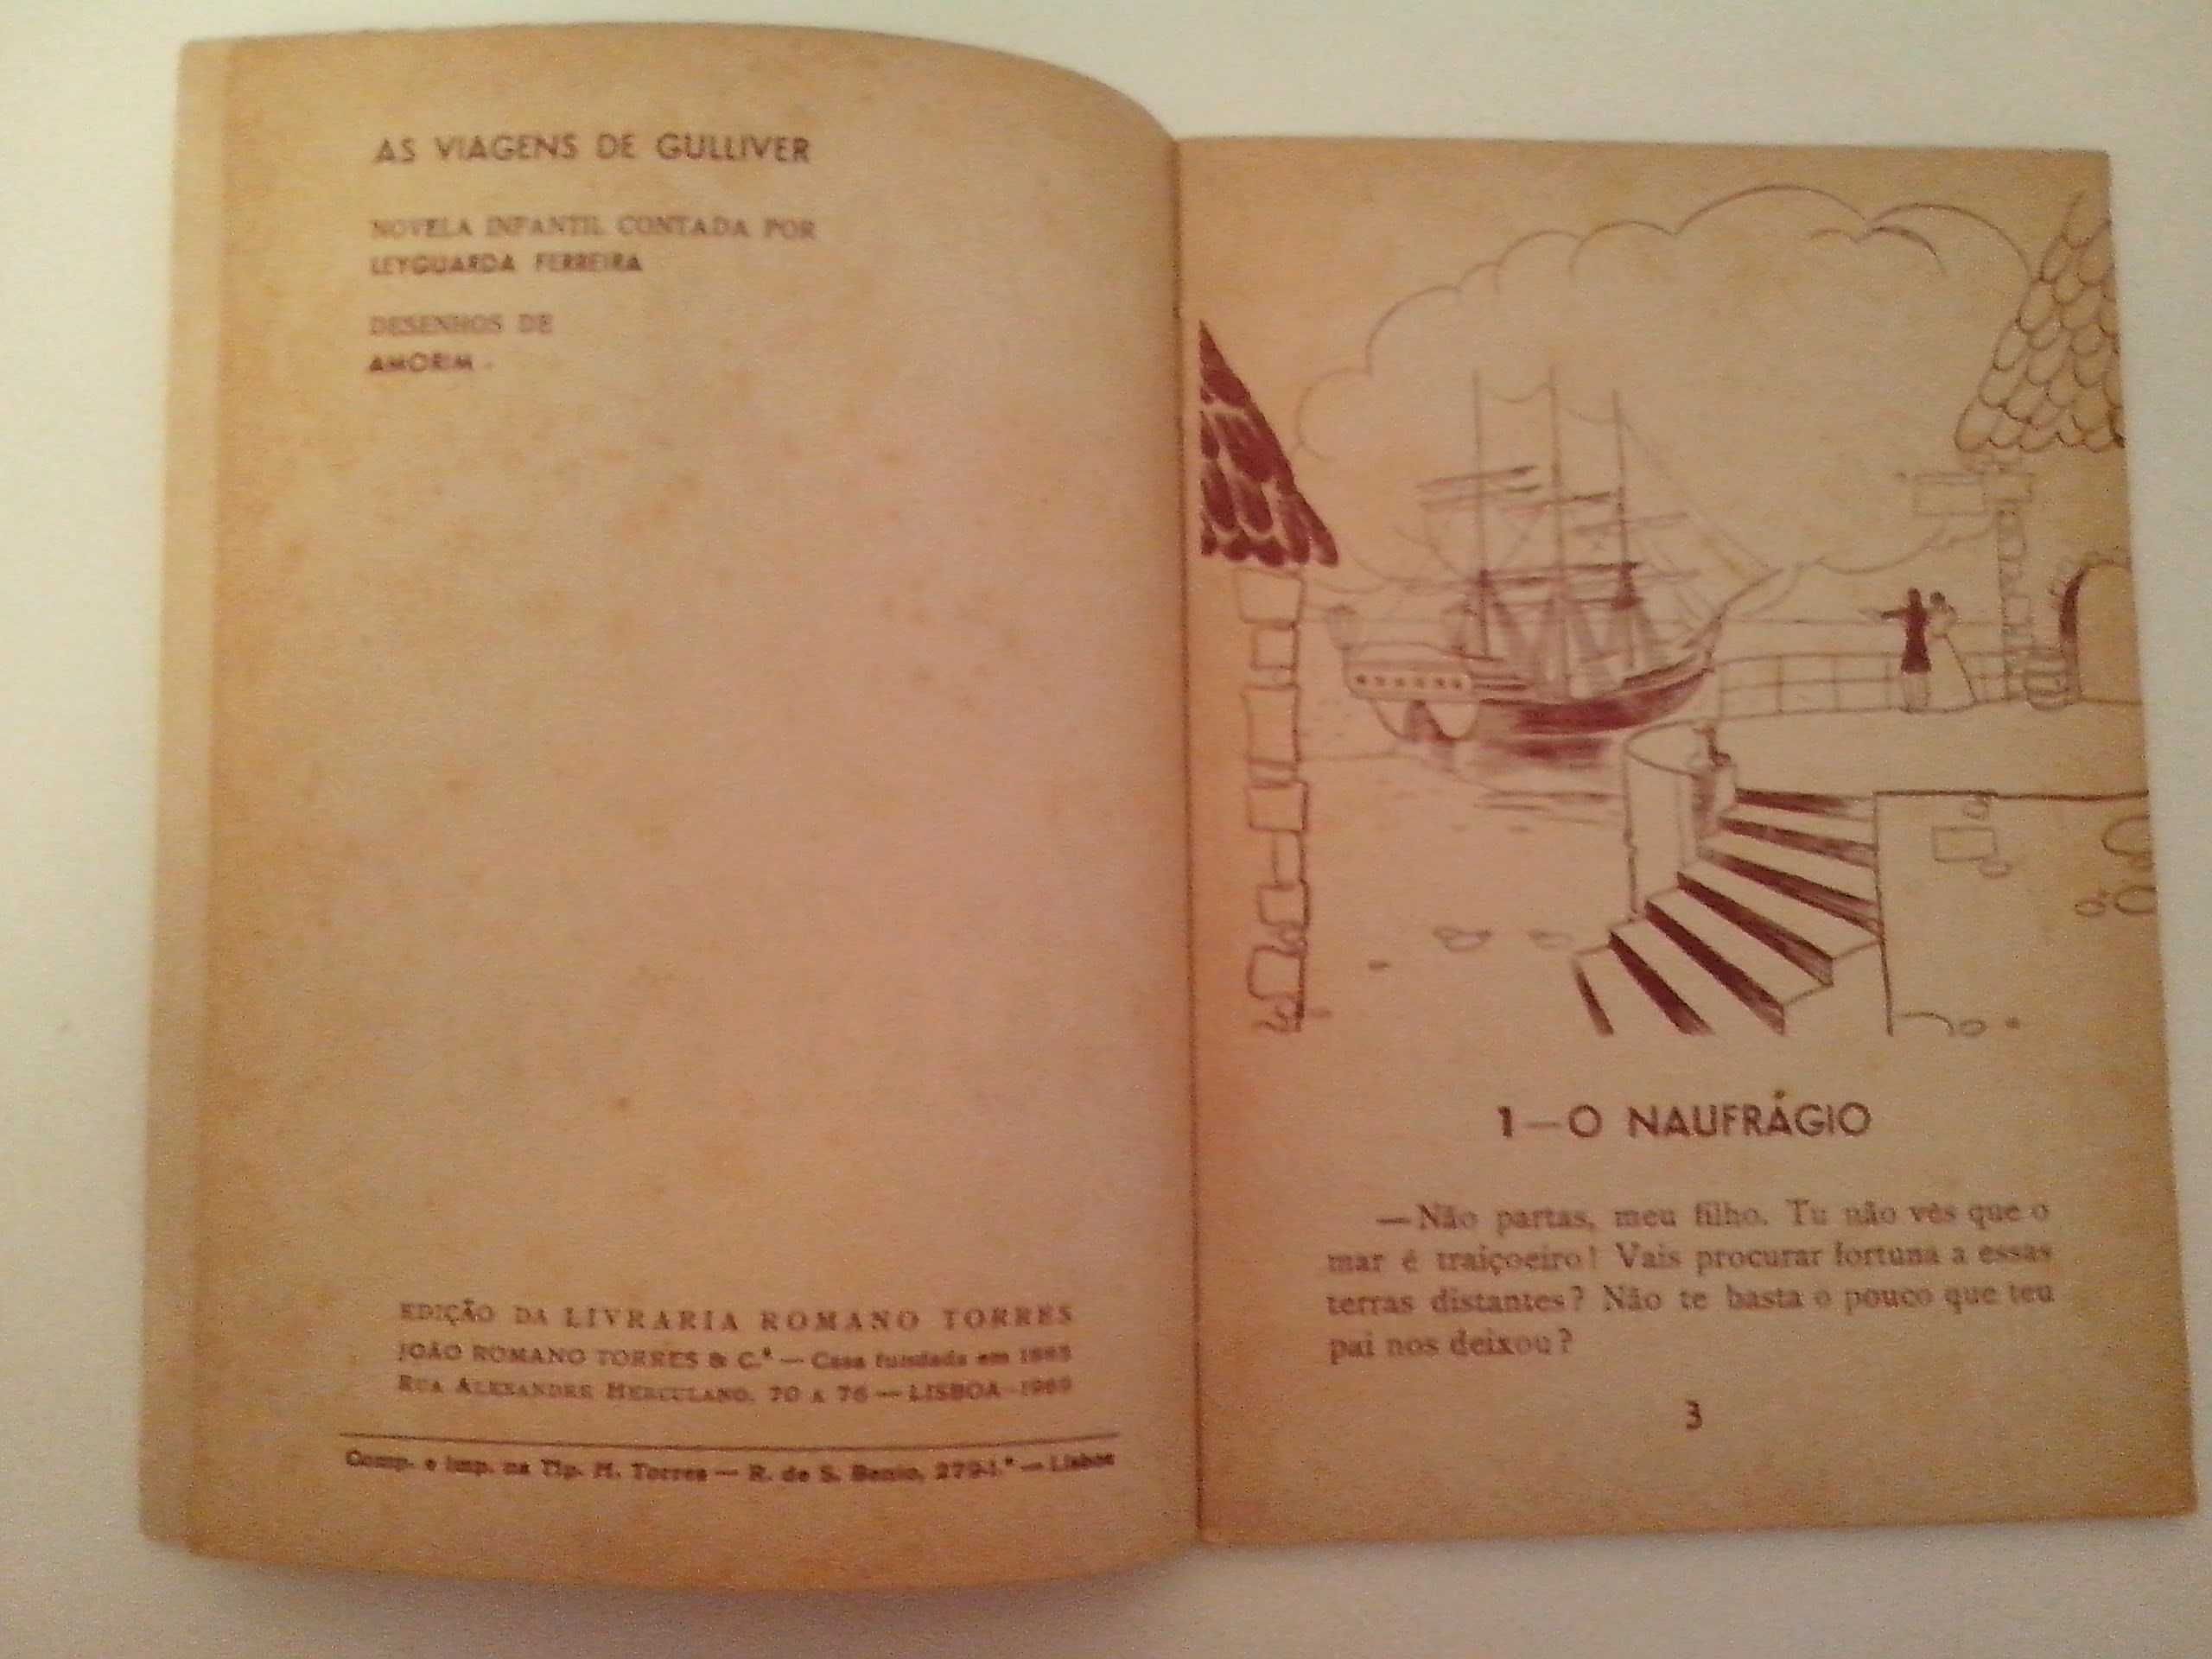 AS VIAGENS DE GULLIVER
NOVELA INFANTIL CONTADA POR
LEYGUARDA FERREIRA
DESENHOS DE
AMORIM
EDIÇÃO DA LIVRARIA ROMANO TORRES
JOÃO ROMANO TORRES & C.ª — Casa fundada em 1885
RUA ALEXANDRE HERCULANO, 70 A 76 — LISBOA
Comp. e imp. na Tip. H. Torres — R. de S. Bento, 279-1.º — Lisboa
1—O NAUFRÁGIO
—Não partas, meu filho. Tu não vês que o
mar é traiçoeiro! Vais procurar fortuna a essas
terras distantes? Não te basta o pouco que teu
pai nos deixou?
3